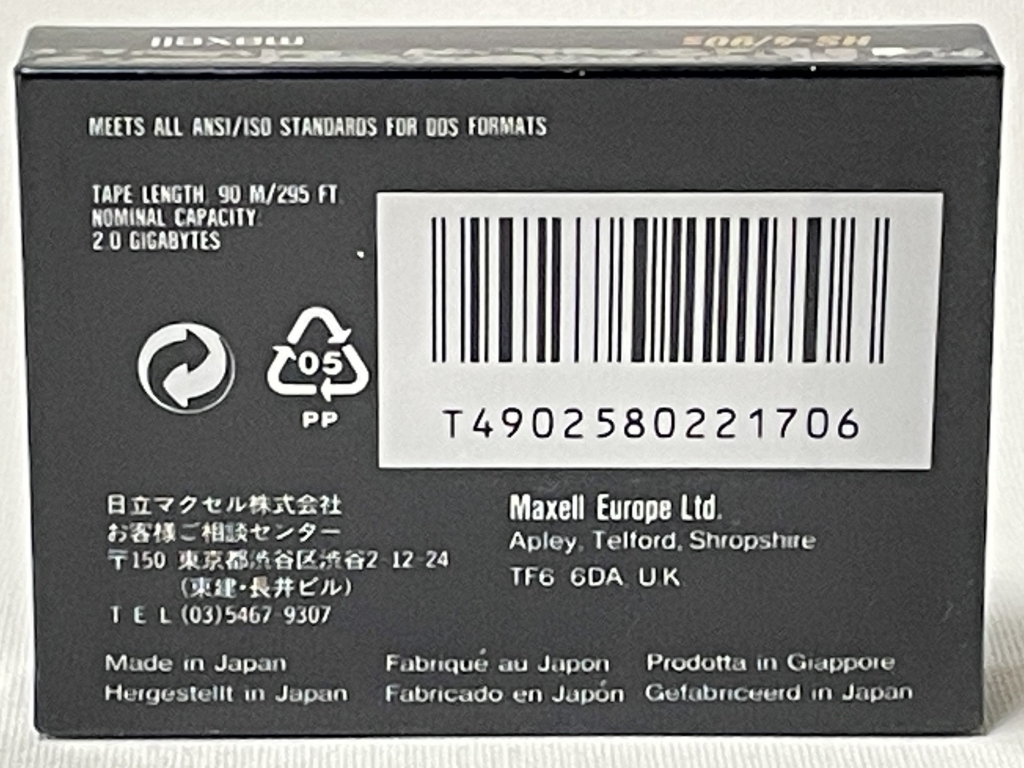 maxell
HS-4/90s
MEETS ALL ANSI/ISO STANDARDS FOR DDS FORMATS
TAPE LENGTH 90 M/295 FT
NOMINAL CAPACITY
2.0 GIGABYTES
05
PP
T4902580221706
日立マクセル株式会社
お客様ご相談センター
〒150 東京都渋谷区渋谷2-12-24
(東建・長井ビル)
TEL(03)5467-9307
Maxell Europe Ltd.
Apley, Telford, Shropshire
TF6 6DA U.K.
Made in Japan
Fabriqué au Japon
Prodotta in Giappore
Hergestellt in Japan
Fabricado en Japón
Gefabriceerd in Japan